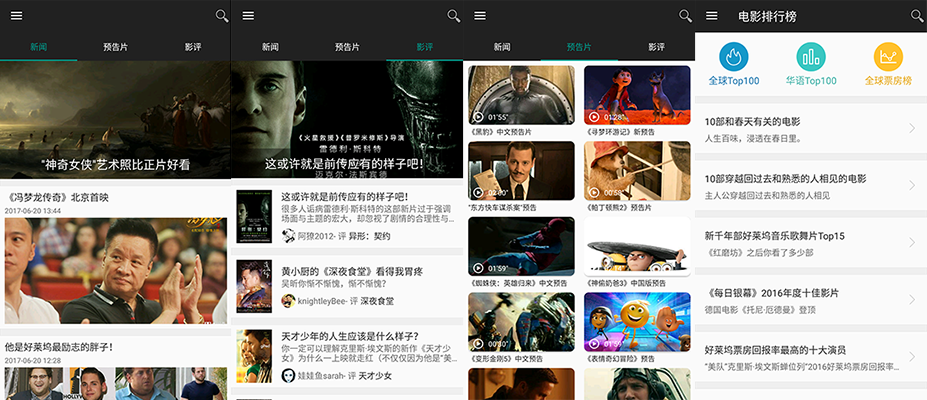 新闻
预告片
影评
"神奇女侠"艺术照比正片好看
《冯梦龙传奇》北京首映
2017-06-20 13:44
他是好莱坞最励志的胖子！
2017-06-20 12:28
新闻
预告片
影评
《火星救援》《普罗米修斯》导演
雷德利·斯科特
这或许就是前传应有的样子吧！
迈克尔·法斯宾德
这或许就是前传应有的样子吧！
很多人诟病雷德利·斯科特的这部新片过于强调
场面与主题的宏大，却忽视了剧情的合理性与...
阿獠2012- 评 异形：契约
黄小厨的《深夜食堂》看得我胃疼
吴昕你惭不惭愧，惭不惭愧？
knightleyBee- 评 深夜食堂
天才少年的人生应该是什么样子？
你一定可以理解克里斯·埃文斯的新作《天才少
女》为什么一上映就走红（不仅仅因为他是"美...
娃娃鱼sarah- 评 天才少女
新闻
预告片
影评
01'55"
《黑豹》中文预告片
01'28"
《寻梦环游记》新预告
02'00"
"东方快车谋杀案"预告
00'59"
《帕丁顿熊2》预告片
01'59"
《蜘蛛侠：英雄归来》中文预告
《神偷奶爸3》中国版预告
00'50"
《变形金刚5》中文预告
01'59"
《表情奇幻冒险》预告
电影排行榜
全球Top100
华语Top100
全球票房榜
10部和春天有关的电影
人生百味，浸透在春日里。
10部穿越回过去和熟悉的人相见的电影
主人公穿越回过去和熟悉的人相见
新千年部好莱坞音乐歌舞片Top15
《红磨坊》之后你看了多少部
《每日银幕》2016年度十佳影片
德国电影《托尼·厄德曼》登顶
好莱坞票房回报率最高的十大演员
"美队"克里斯·埃文斯蝉位列"2016好莱坞票房回报率...